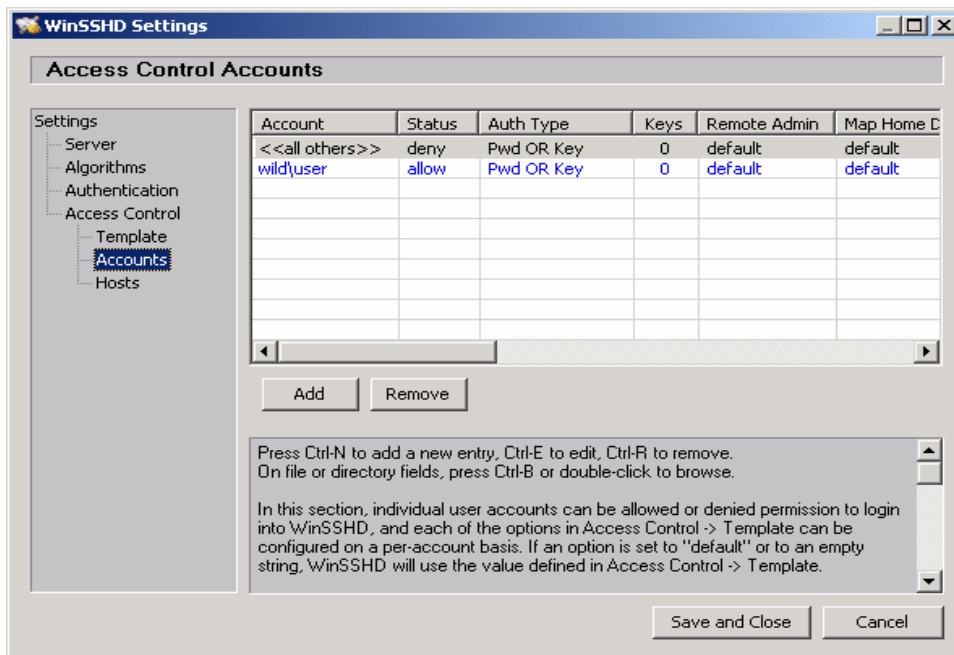 WinSSHD Settings
Access Control Accounts
Settings
Server
Algorithms
Authentication
Access Control
Template
Accounts
Hosts
Account Status Auth Type Keys Remote Admin Map Home D
<<all others>> deny Pwd OR Key 0 default default
wild\user allow Pwd OR Key 0 default default
Add Remove
Press Ctrl-N to add a new entry, Ctrl-E to edit, Ctrl-R to remove.
On file or directory fields, press Ctrl-B or double-click to browse.
In this section, individual user accounts can be allowed or denied permission to login
into WinSSHD, and each of the options in Access Control -> Template can be
configured on a per-account basis. If an option is set to "default" or to an empty
string, WinSSHD will use the value defined in Access Control -> Template.
Save and Close Cancel